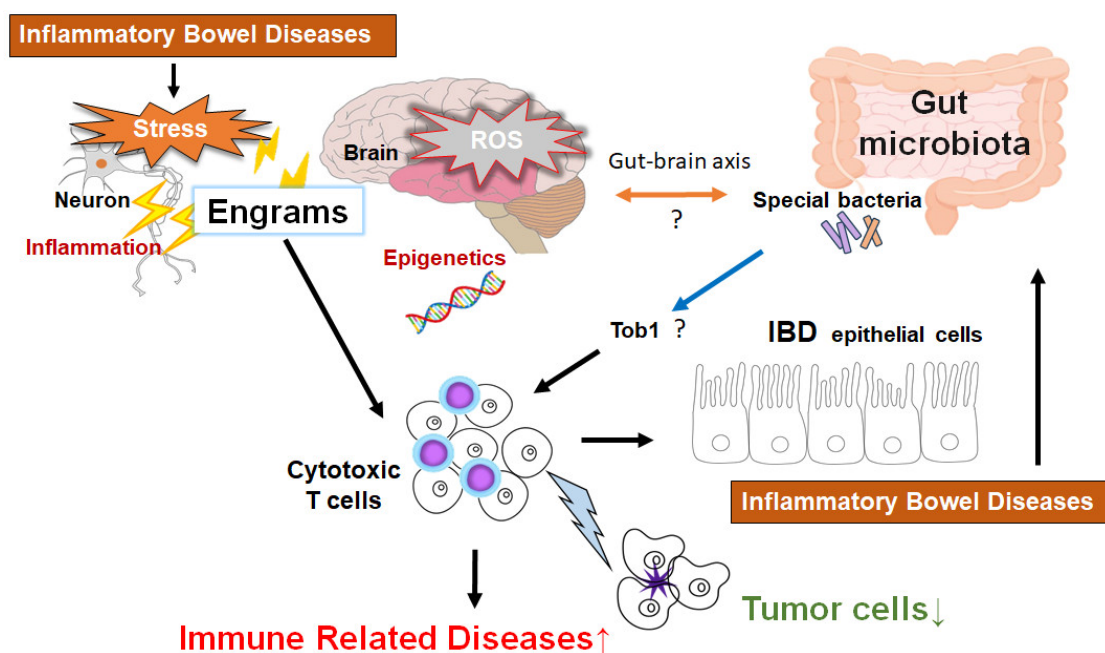 Inflammatory Bowel Diseases
Stress
Neuron
Inflammation
Engrams
Brain
ROS
Epigenetics
Gut-brain axis
?
Gut
microbiota
Special bacteria
Tob1 ?
IBD epithelial cells
Cytotoxic
T cells
Inflammatory Bowel Diseases
Tumor cells↓
Immune Related Diseases↑